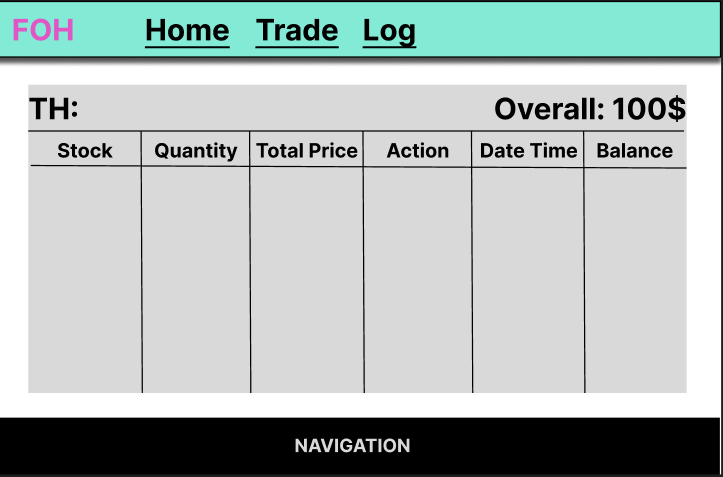 FOH Home Trade Log
TH: Overall: 100$
Stock Quantity Total Price Action Date Time Balance
NAVIGATION